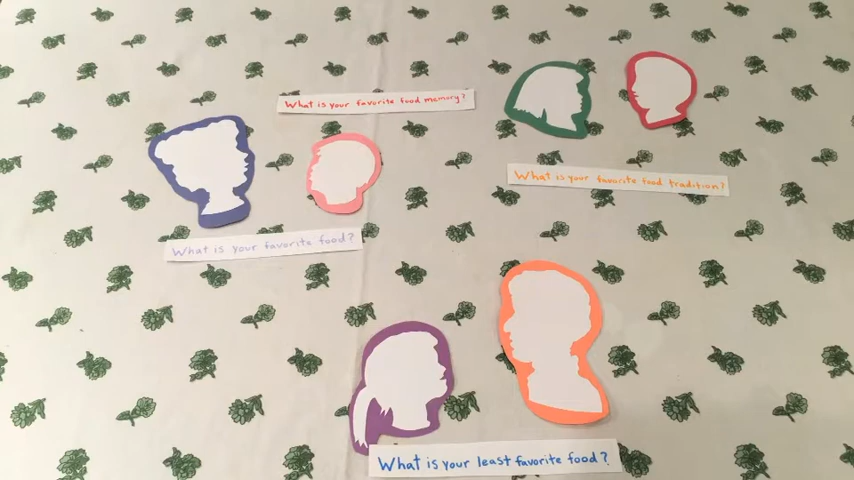 What is your favorite food memory?
What is your favorite food tradition?
What is your favorite food?
What is your least favorite food?